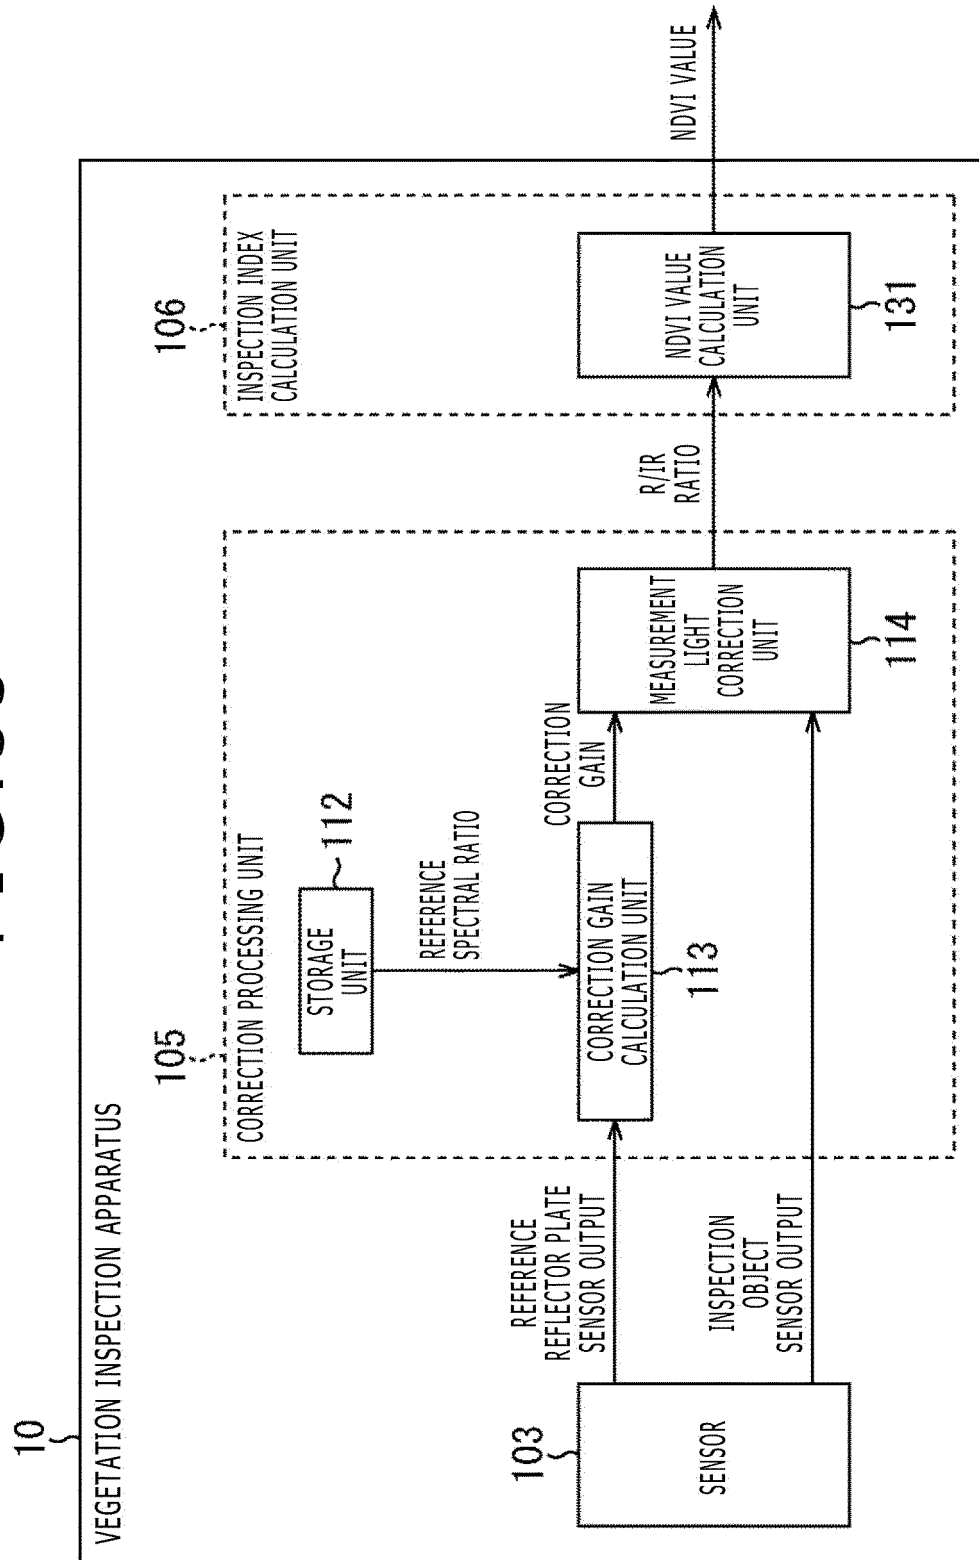 10
VEGETATION INSPECTION APPARATUS
105
CORRECTION PROCESSING UNIT
106
INSPECTION INDEX
CALCULATION UNIT
STORAGE
UNIT
112
REFERENCE
SPECTRAL RATIO
103
SENSOR
REFERENCE
REFLECTOR PLATE
SENSOR OUTPUT
INSPECTION
OBJECT
SENSOR OUTPUT
CORRECTION GAIN
CALCULATION UNIT
113
CORRECTION
GAIN
MEASUREMENT
LIGHT
CORRECTION
UNIT
114
R/IR
RATIO
NDVI VALUE
CALCULATION
UNIT
131
NDVI VALUE